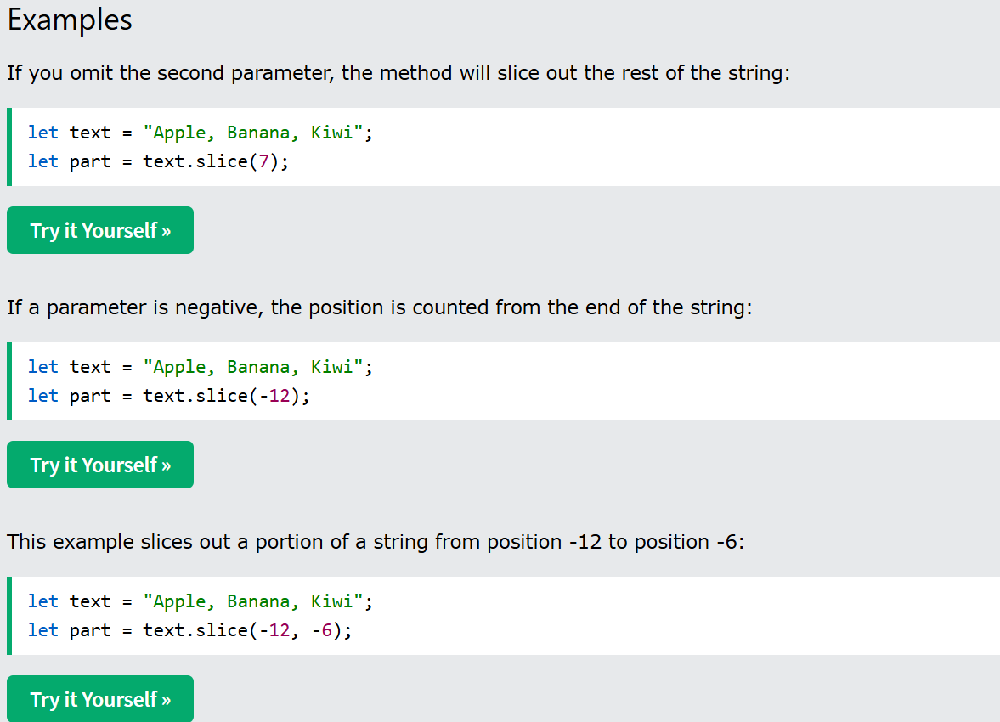 Examples
If you omit the second parameter, the method will slice out the rest of the string:
let text = "Apple, Banana, Kiwi";
let part = text.slice(7);
Try it Yourself »
If a parameter is negative, the position is counted from the end of the string:
let text = "Apple, Banana, Kiwi";
let part = text.slice(-12);
Try it Yourself »
This example slices out a portion of a string from position -12 to position -6:
let text = "Apple, Banana, Kiwi";
let part = text.slice(-12, -6);
Try it Yourself »